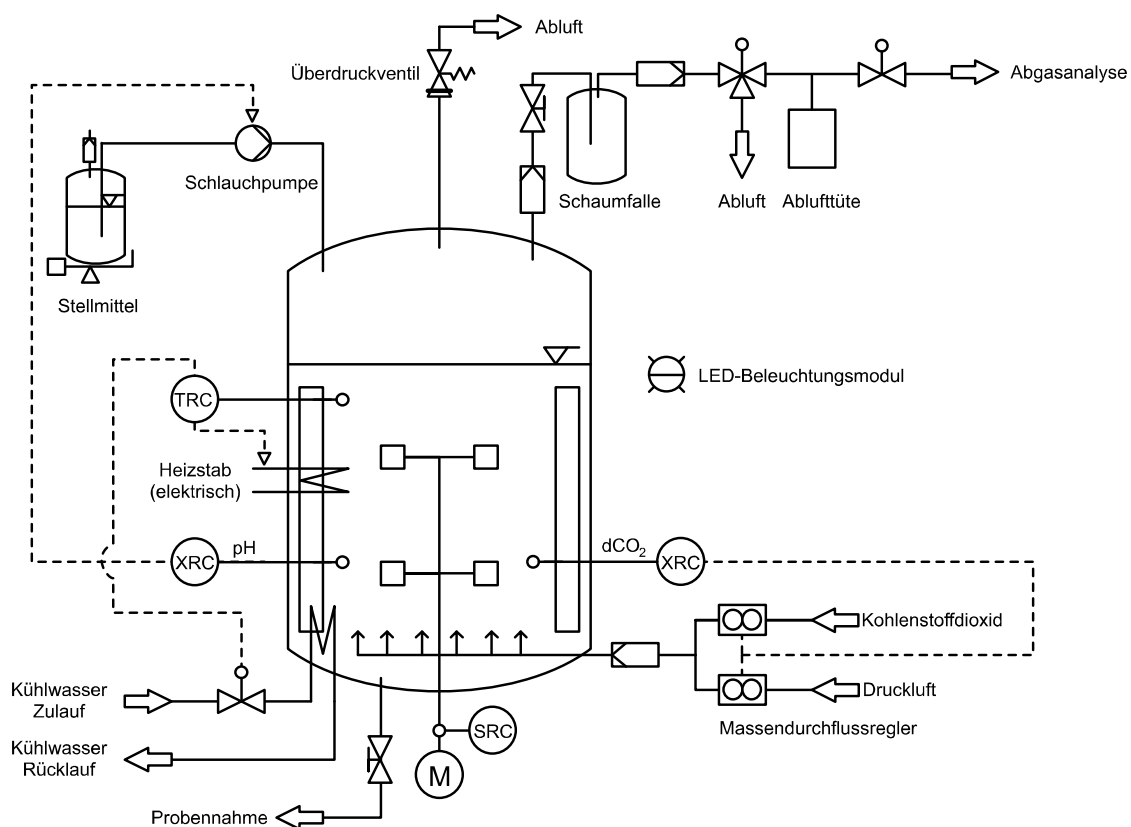 Abluft
Überdruckventil
Abgasanalyse
Schlauchpumpe
Schaumfalle
Abluft
Ablufttüte
Stellmittel
LED-Beleuchtungsmodul
TRC
Heizstab
(elektrisch)
XRC
pH
dCO₂
XRC
Kohlenstoffdioxid
Kühlwasser
Zulauf
Druckluft
Massendurchflussregler
SRC
Kühlwasser
Rücklauf
M
Probennahme